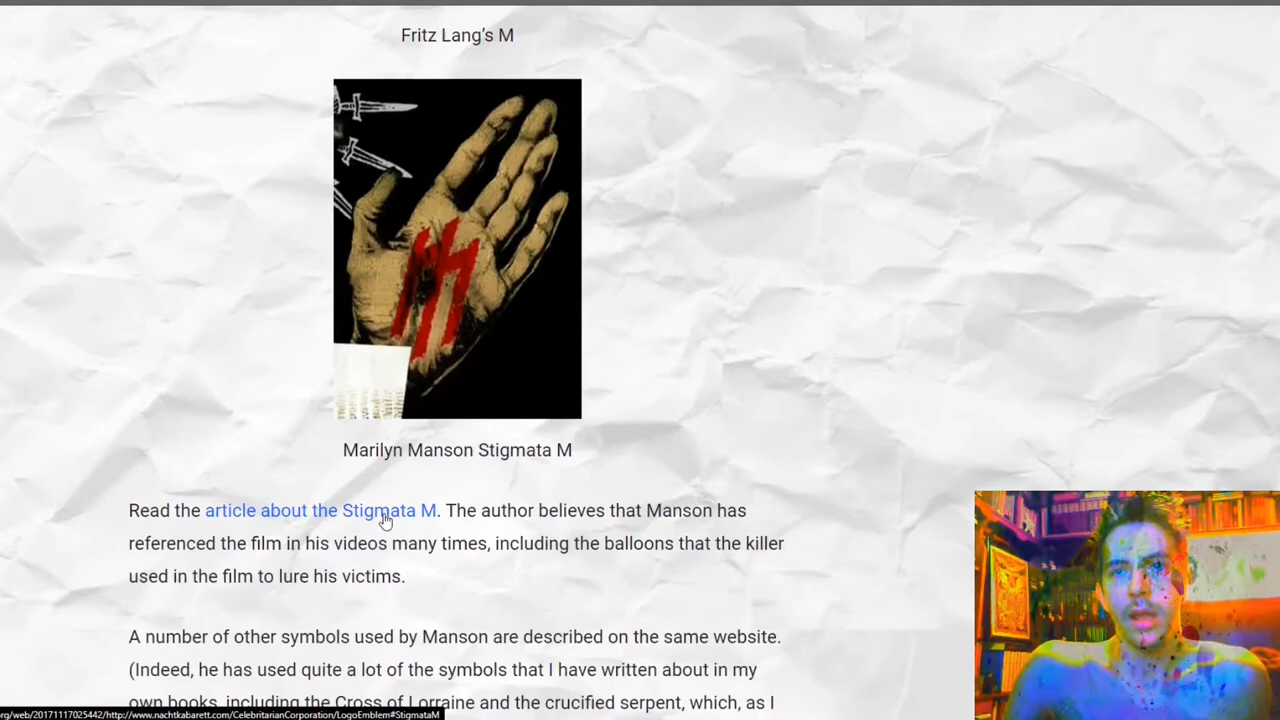 Fritz Lang’s M
Marilyn Manson Stigmata M
Read the article about the Stigmata M. The author believes that Manson has
referenced the film in his videos many times, including the balloons that the killer
used in the film to lure his victims.
A number of other symbols used by Manson are described on the same website.
(Indeed, he has used quite a lot of the symbols that I have written about in my
own books, including the Cross of Lorraine and the crucified serpent, which, as I
org/web/20171117025442/http://www.nachtkabarett.com/CelebritarianCorporation/LogoEmblem#StigmataM